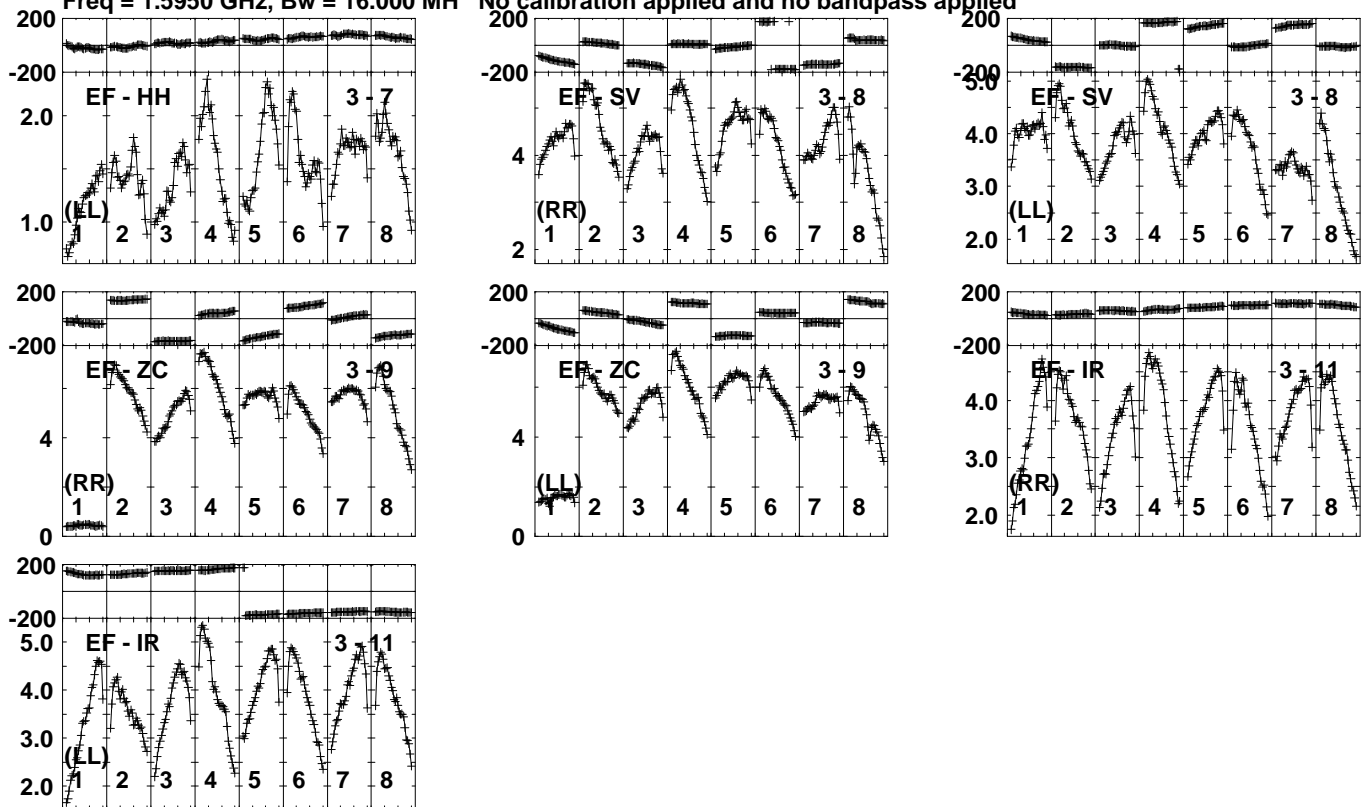 Freq = 1.5950 GHz, Bw = 16.000 MH No calibration applied and no bandpass applied
200
-200
EF - HH 3 - 7
2.0
1.0
(LL)
1 2 3 4 5 6 7 8
200
-200
EF - SV 3 - 8
4
(RR)
2
1 2 3 4 5 6 7 8
200
-200
5.0
EF - SV 3 - 8
4.0
3.0
(LL)
2.0
1 2 3 4 5 6 7 8
200
-200
EF - ZC 3 - 9
4
(RR)
1 2 3 4 5 6 7 8
0
200
-200
EF - ZC 3 - 9
4
(LL)
1 2 3 4 5 6 7 8
0
200
-200
EF - IR 3 - 11
4.0
3.0
(RR)
2.0
1 2 3 4 5 6 7 8
200
-200
5.0
EF - IR 3 - 11
4.0
3.0
(LL)
2.0
1 2 3 4 5 6 7 8